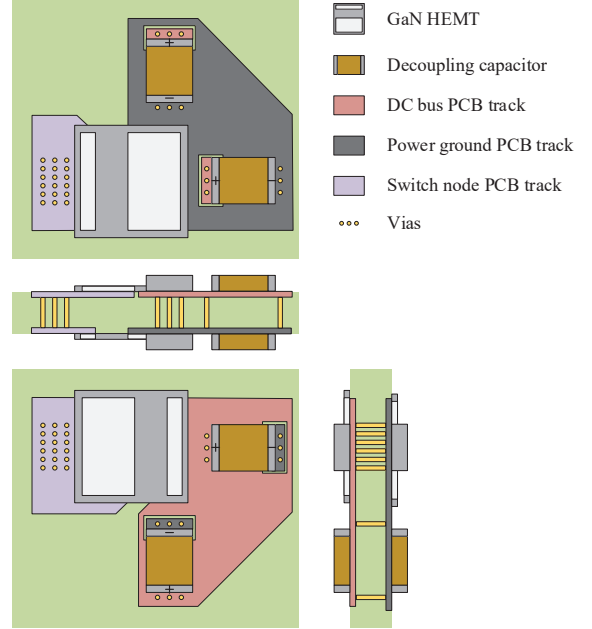 GaN HEMT
Decoupling capacitor
DC bus PCB track
Power ground PCB track
Switch node PCB track
Vias
+
−
+
−
+
−
−
+